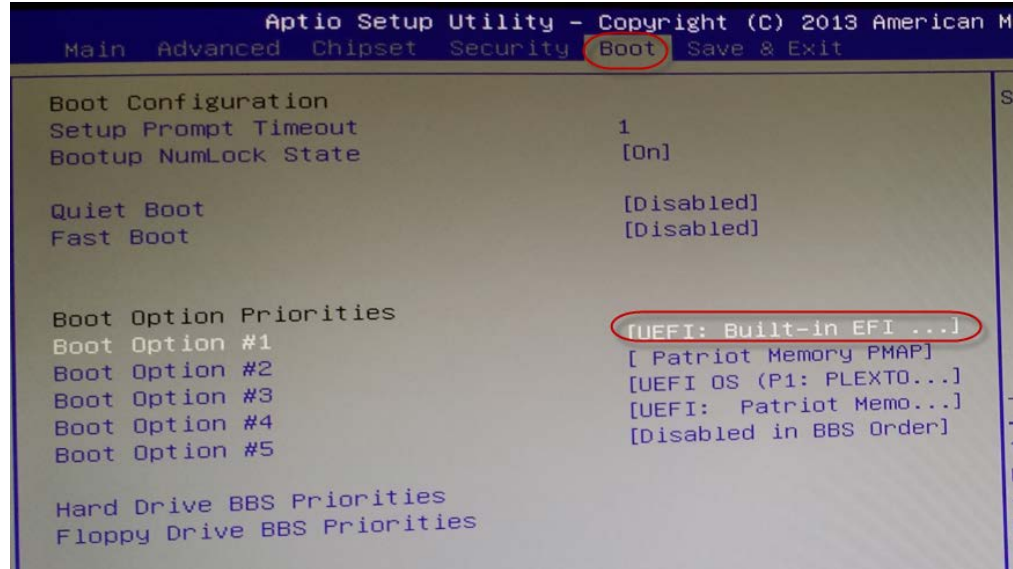 Aptio Setup Utility – Copyright (C) 2013 American M
Main Advanced Chipset Security Boot Save & Exit
Boot Configuration
Setup Prompt Timeout 1
Bootup NumLock State [On]
Quiet Boot [Disabled]
Fast Boot [Disabled]
Boot Option Priorities
Boot Option #1 [UEFI: Built-in EFI ...]
Boot Option #2 [ Patriot Memory PMAP]
Boot Option #3 [UEFI OS (P1: PLEXTO...]
Boot Option #4 [UEFI: Patriot Memo...]
Boot Option #5 [Disabled in BBS Order]
Hard Drive BBS Priorities
Floppy Drive BBS Priorities